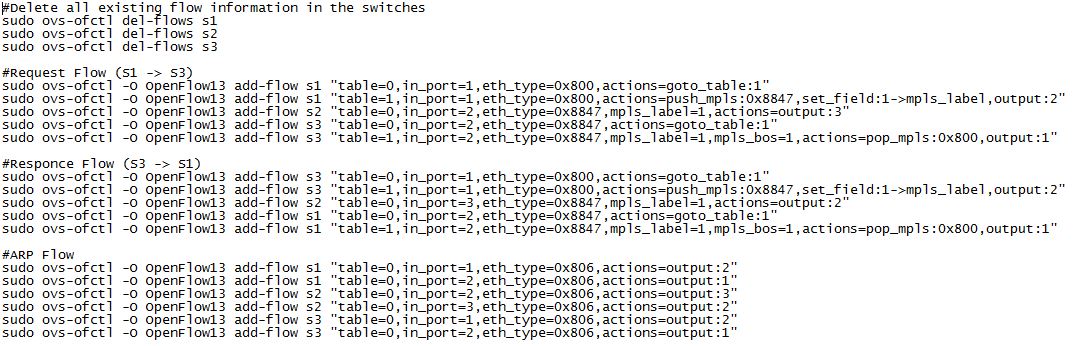 #Delete all existing flow information in the switches
sudo ovs-ofctl del-flows s1
sudo ovs-ofctl del-flows s2
sudo ovs-ofctl del-flows s3
#Request Flow (S1 -> S3)
sudo ovs-ofctl -O OpenFlow13 add-flow s1 "table=0,in_port=1,eth_type=0x800,actions=goto_table:1"
sudo ovs-ofctl -O OpenFlow13 add-flow s1 "table=1,in_port=1,eth_type=0x800,actions=push_mpls:0x8847,set_field:1->mpls_label,output:2"
sudo ovs-ofctl -O OpenFlow13 add-flow s2 "table=0,in_port=2,eth_type=0x8847,mpls_label=1,actions=output:3"
sudo ovs-ofctl -O OpenFlow13 add-flow s3 "table=0,in_port=2,eth_type=0x8847,actions=goto_table:1"
sudo ovs-ofctl -O OpenFlow13 add-flow s3 "table=1,in_port=2,eth_type=0x8847,mpls_label=1,mpls_bos=1,actions=pop_mpls:0x800,output:1"
#Responce Flow (S3 -> S1)
sudo ovs-ofctl -O OpenFlow13 add-flow s3 "table=0,in_port=1,eth_type=0x800,actions=goto_table:1"
sudo ovs-ofctl -O OpenFlow13 add-flow s3 "table=1,in_port=1,eth_type=0x800,actions=push_mpls:0x8847,set_field:1->mpls_label,output:2"
sudo ovs-ofctl -O OpenFlow13 add-flow s2 "table=0,in_port=3,eth_type=0x8847,mpls_label=1,actions=output:2"
sudo ovs-ofctl -O OpenFlow13 add-flow s1 "table=0,in_port=2,eth_type=0x8847,actions=goto_table:1"
sudo ovs-ofctl -O OpenFlow13 add-flow s1 "table=1,in_port=2,eth_type=0x8847,mpls_label=1,mpls_bos=1,actions=pop_mpls:0x800,output:1"
#ARP Flow
sudo ovs-ofctl -O OpenFlow13 add-flow s1 "table=0,in_port=1,eth_type=0x806,actions=output:2"
sudo ovs-ofctl -O OpenFlow13 add-flow s1 "table=0,in_port=2,eth_type=0x806,actions=output:1"
sudo ovs-ofctl -O OpenFlow13 add-flow s2 "table=0,in_port=2,eth_type=0x806,actions=output:3"
sudo ovs-ofctl -O OpenFlow13 add-flow s2 "table=0,in_port=3,eth_type=0x806,actions=output:2"
sudo ovs-ofctl -O OpenFlow13 add-flow s3 "table=0,in_port=1,eth_type=0x806,actions=output:2"
sudo ovs-ofctl -O OpenFlow13 add-flow s3 "table=0,in_port=2,eth_type=0x806,actions=output:1"